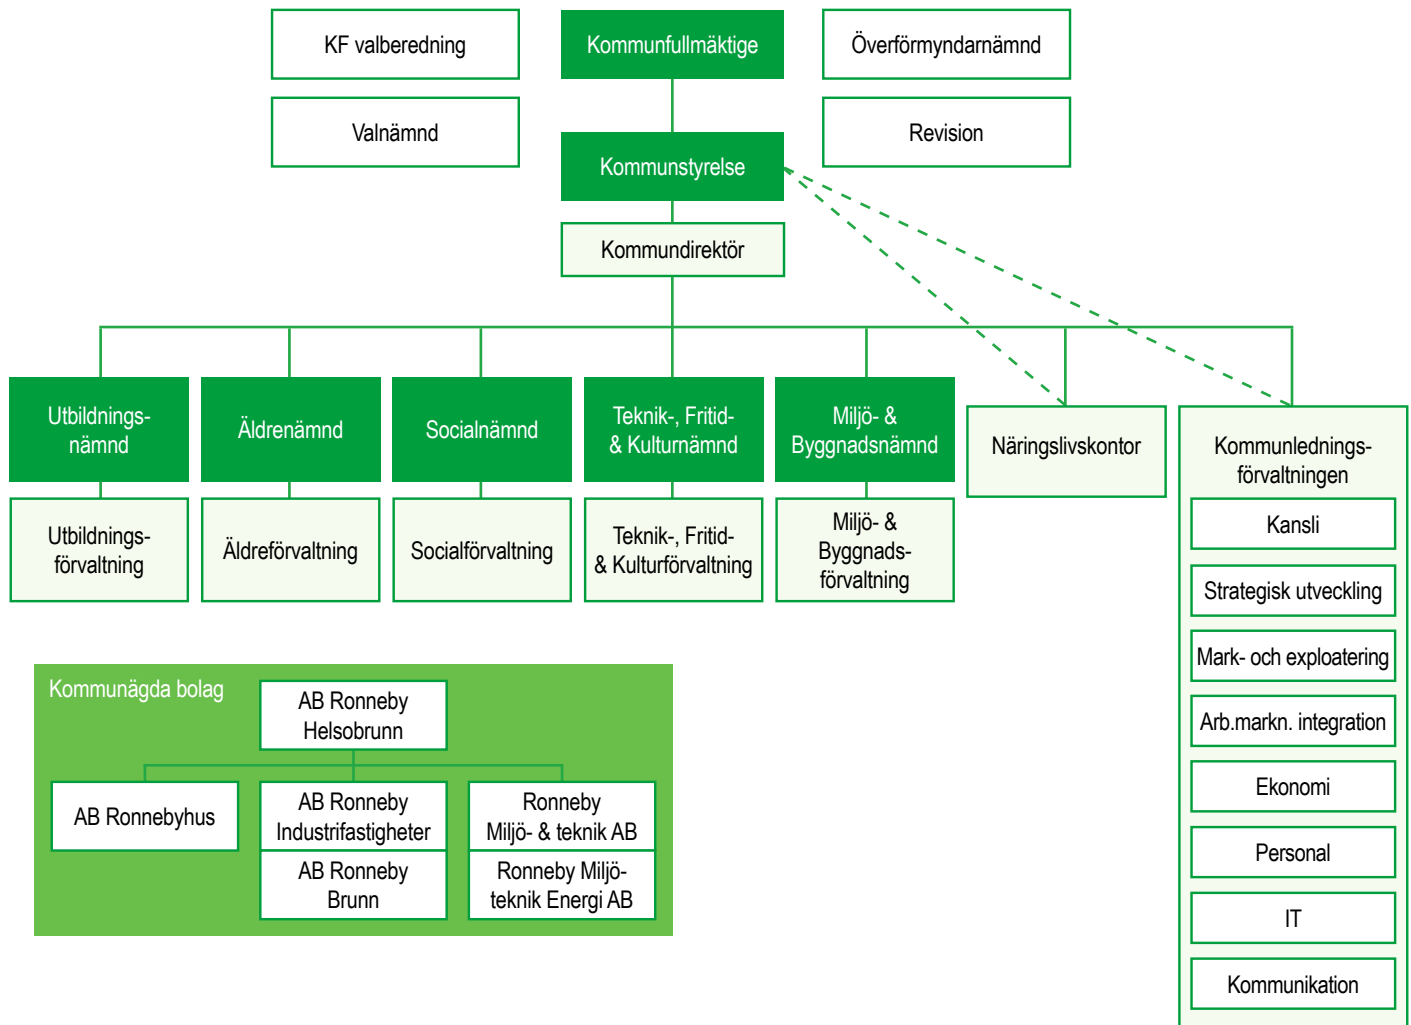 KF valberedning
Kommunfullmäktige
Överförmyndarnämnd
Valnämnd
Kommunstyrelse
Revision
Kommundirektör
Utbildnings-
nämnd
Äldrenämnd
Socialnämnd
Teknik-, Fritid-
& Kulturnämnd
Miljö- &
Byggnadsnämnd
Näringslivskontor
Kommunlednings-
förvaltningen
Utbildnings-
förvaltning
Äldreförvaltning
Socialförvaltning
Teknik-, Fritid-
& Kulturförvaltning
Miljö- &
Byggnads-
förvaltning
Kansli
Strategisk utveckling
Mark- och exploatering
Arb.markn. integration
Ekonomi
Personal
IT
Kommunikation
Kommunägda bolag
AB Ronneby
Helsobrunn
AB Ronnebyhus
AB Ronneby
Industrifastigheter
AB Ronneby
Brunn
Ronneby
Miljö- & teknik AB
Ronneby Miljö-
teknik Energi AB